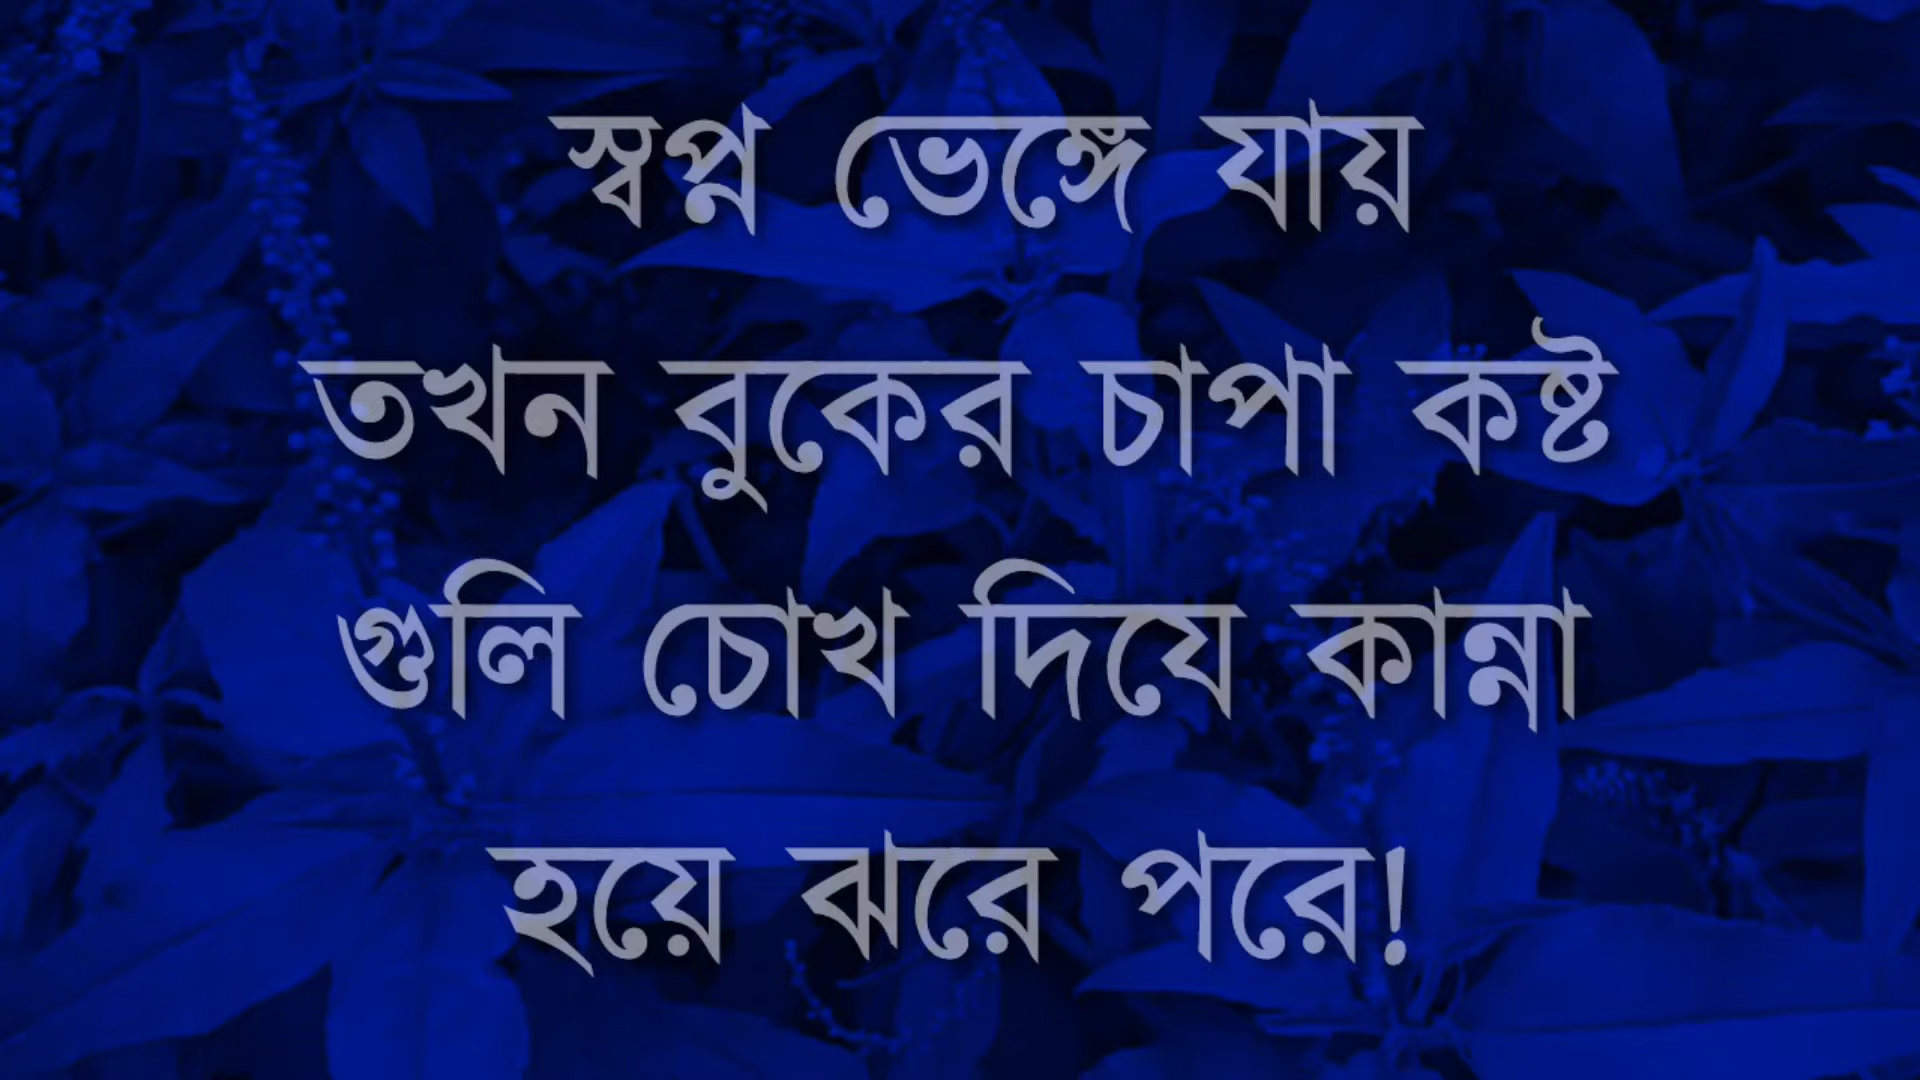 স্বপ্ন ভেঙ্গে যায়
তখন বুকের চাপা কষ্ট
গুলি চোখ দিযে কান্না
হয়ে ঝরে পরে!